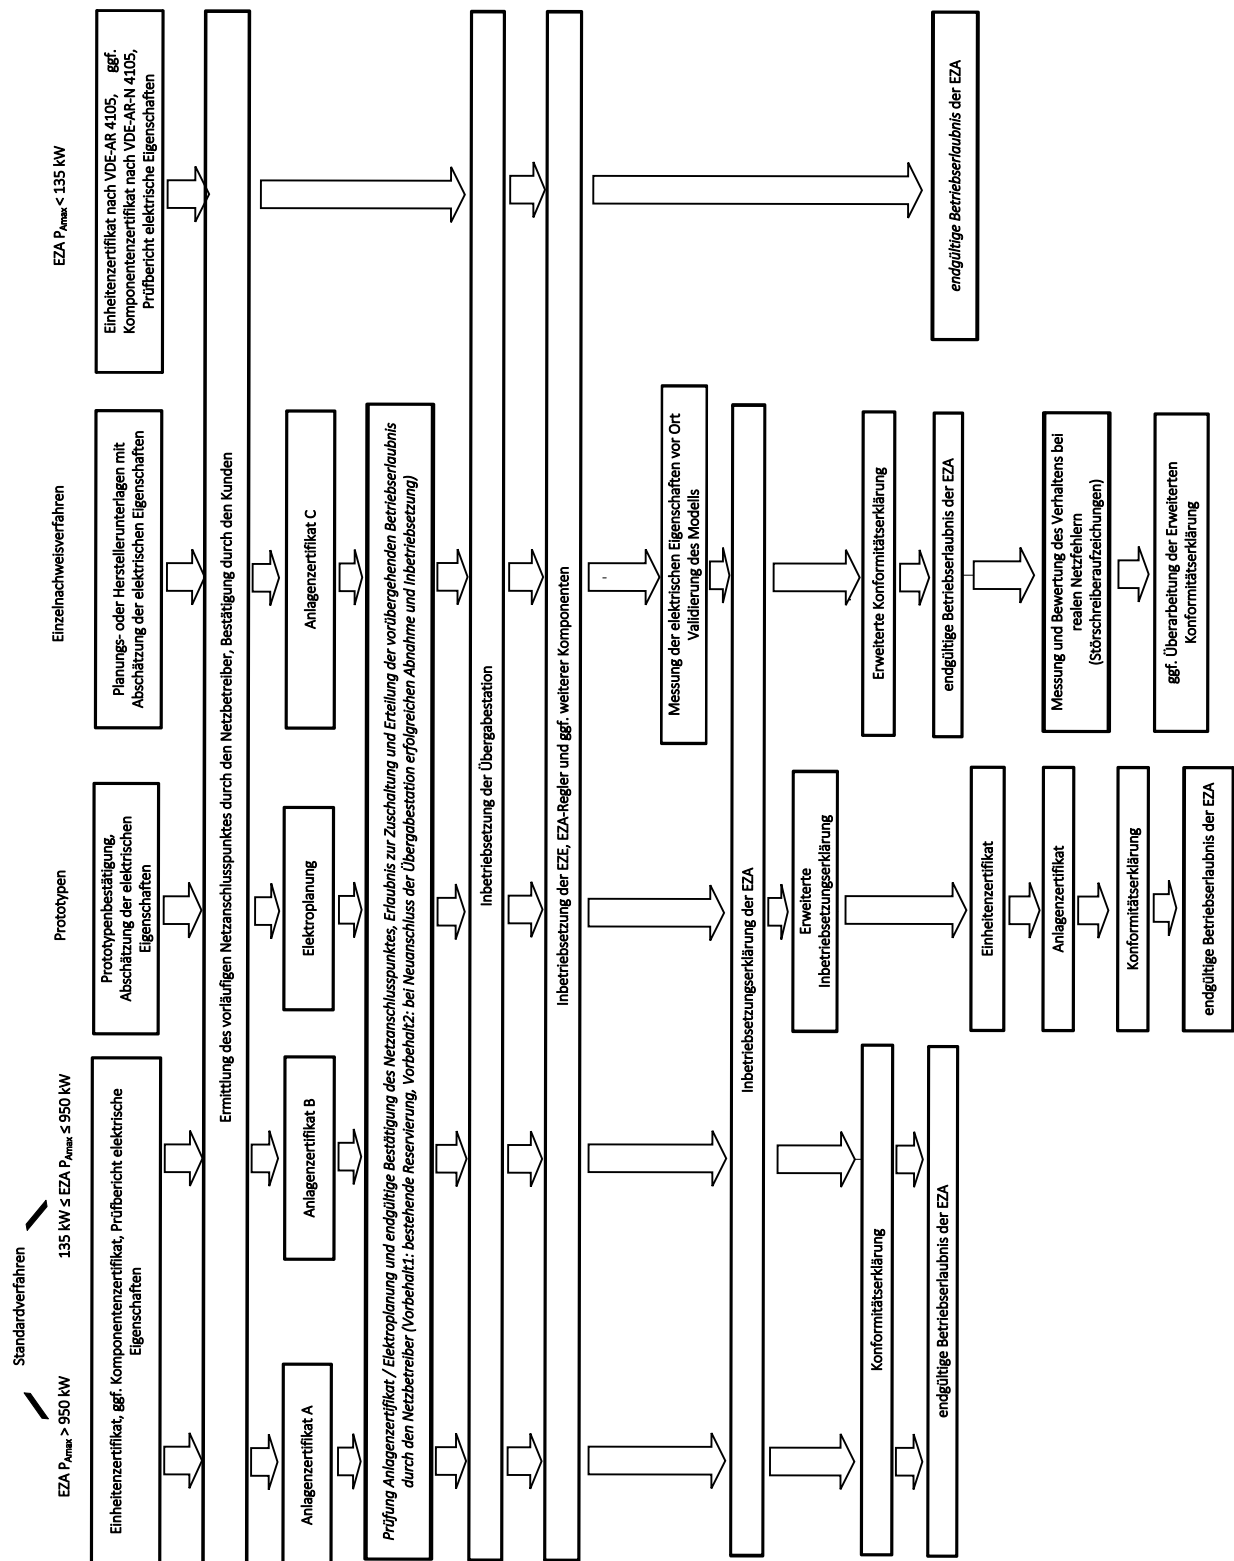 Standardverfahren
EZA PAmax > 950 kW
135 kW ≤ EZA PAmax ≤ 950 kW
Prototypen
Einzelnachweisverfahren
EZA PAmax < 135 kW
Einheitenzertifikat, ggf. Komponentenzertifikat, Prüfbericht elektrische
Eigenschaften
Prototypenbestätigung,
Abschätzung der elektrischen
Eigenschaften
Planungs- oder Herstellerunterlagen mit
Abschätzung der elektrischen Eigenschaften
Einheitenzertifikat nach VDE-AR 4105, ggf.
Komponentenzertifikat nach VDE-AR-N 4105,
Prüfbericht elektrische Eigenschaften
Ermittlung des vorläufigen Netzanschlusspunktes durch den Netzbetreiber, Bestätigung durch den Kunden
Anlagenzertifikat A
Anlagenzertifikat B
Elektroplanung
Anlagenzertifikat C
Prüfung Anlagenzertifikat / Elektroplanung und endgültige Bestätigung des Netzanschlusspunktes, Erlaubnis zur Zuschaltung und Erteilung der vorübergehenden Betriebserlaubnis
durch den Netzbetreiber (Vorbehalt1: bestehende Reservierung, Vorbehalt2: bei Neuanschluss der Übergabestation erfolgreichen Abnahme und Inbetriebsetzung)
Inbetriebsetzung der Übergabestation
Inbetriebsetzung der EZE, EZA-Regler und ggf. weiterer Komponenten
Messung der elektrischen Eigenschaften vor Ort
Validierung des Modells
Inbetriebsetzungserklärung der EZA
Erweiterte
Inbetriebsetzungserklärung
Konformitätserklärung
Erweiterte Konformitätserklärung
endgültige Betriebserlaubnis der EZA
endgültige Betriebserlaubnis der EZA
endgültige Betriebserlaubnis der EZA
Einheitenzertifikat
Anlagenzertifikat
Messung und Bewertung des Verhaltens bei
realen Netzfehlern
(Störschreiberaufzeichungen)
Konformitätserklärung
ggf. Überarbeitung der Erweiterten
Konformitätserklärung
endgültige Betriebserlaubnis der EZA